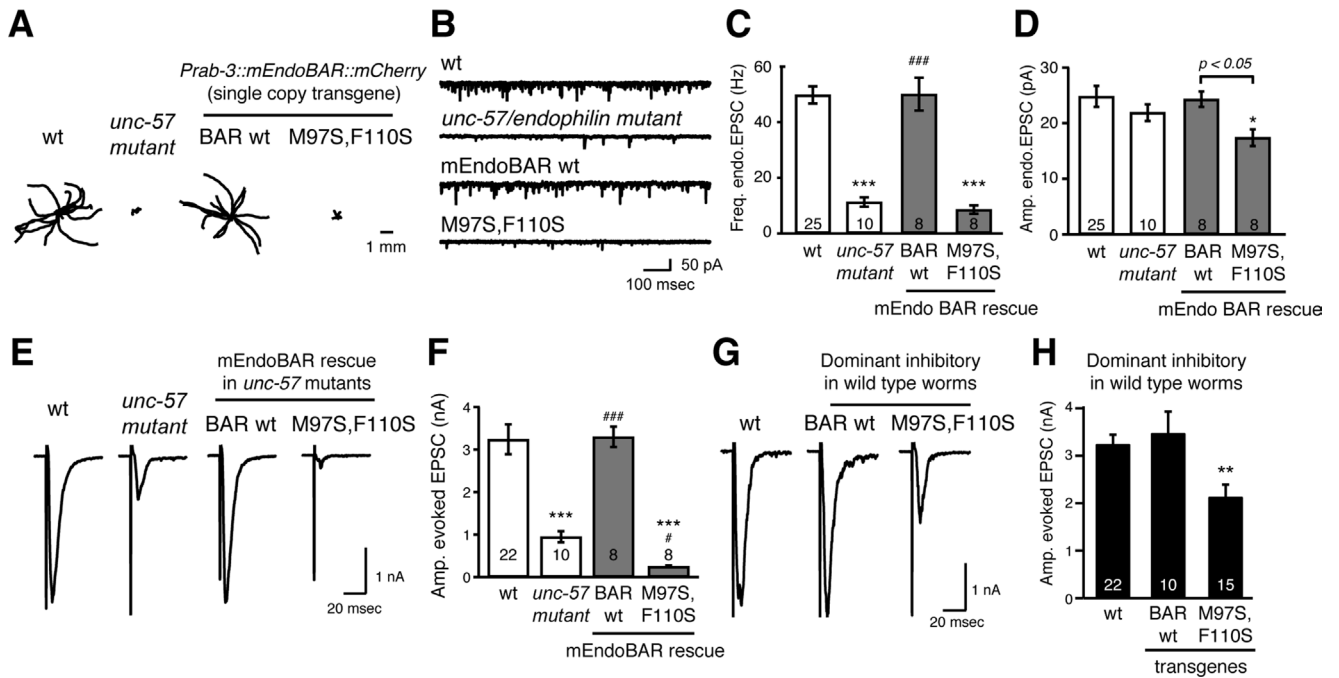 A
Prab-3::mEndoBAR::mCherry
(single copy transgene)
wt
unc-57
mutant
BAR wt
M97S,F110S
1 mm
B
wt
unc-57/endophilin mutant
mEndoBAR wt
M97S,F110S
50 pA
100 msec
C
Freq. endo.EPSC (Hz)
60
40
20
0
***
###
***
25
10
8
8
wt
unc-57
mutant
BAR
wt
M97S,
F110S
mEndo BAR rescue
D
Amp. endo.EPSC (pA)
30
20
10
0
p < 0.05
*
25
10
8
8
wt
unc-57
mutant
BAR
wt
M97S,
F110S
mEndo BAR rescue
E
mEndoBAR rescue
in unc-57 mutants
wt
unc-57
mutant
BAR wt
M97S,F110S
1 nA
20 msec
F
Amp. evoked EPSC (nA)
4
3
2
1
0
***
###
***
#
22
10
8
8
wt
unc-57
mutant
BAR
wt
M97S,
F110S
mEndoBAR rescue
G
Dominant inhibitory
in wild type worms
wt
BAR wt
M97S,F110S
1 nA
20 msec
H
Dominant inhibitory
in wild type worms
Amp. evoked EPSC (nA)
4
3
2
1
0
**
22
10
15
wt
BAR
wt
M97S,
F110S
transgenes